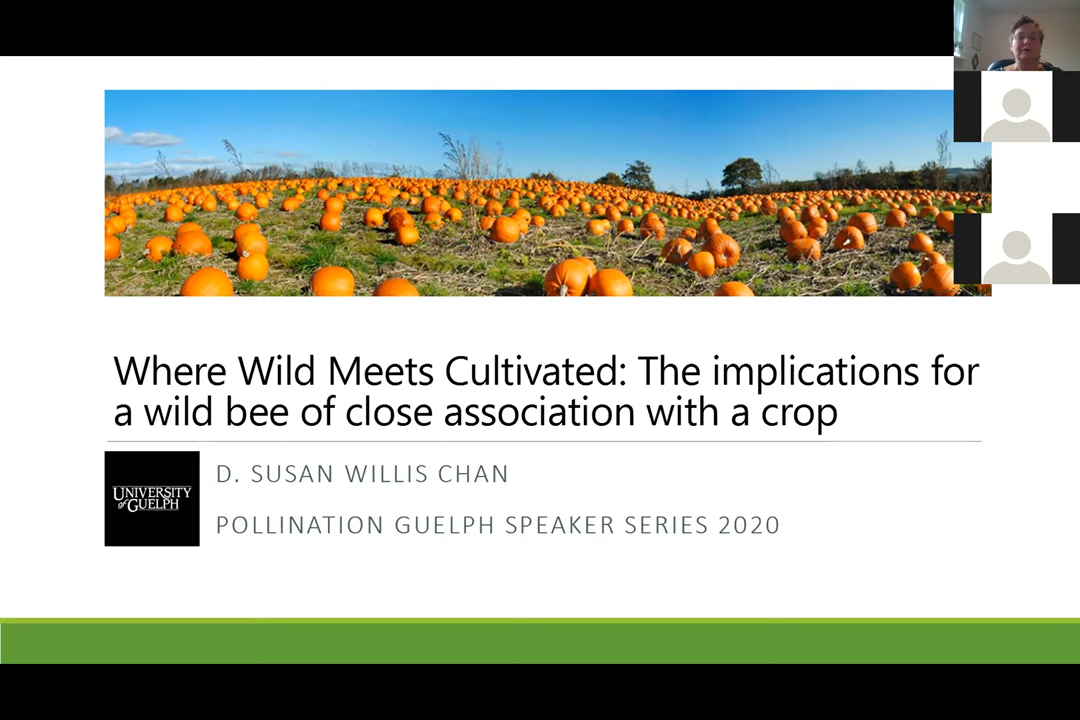 Where Wild Meets Cultivated: The implications for
a wild bee of close association with a crop
UNIVERSITY
of GUELPH
D. SUSAN WILLIS CHAN
POLLINATION GUELPH SPEAKER SERIES 2020